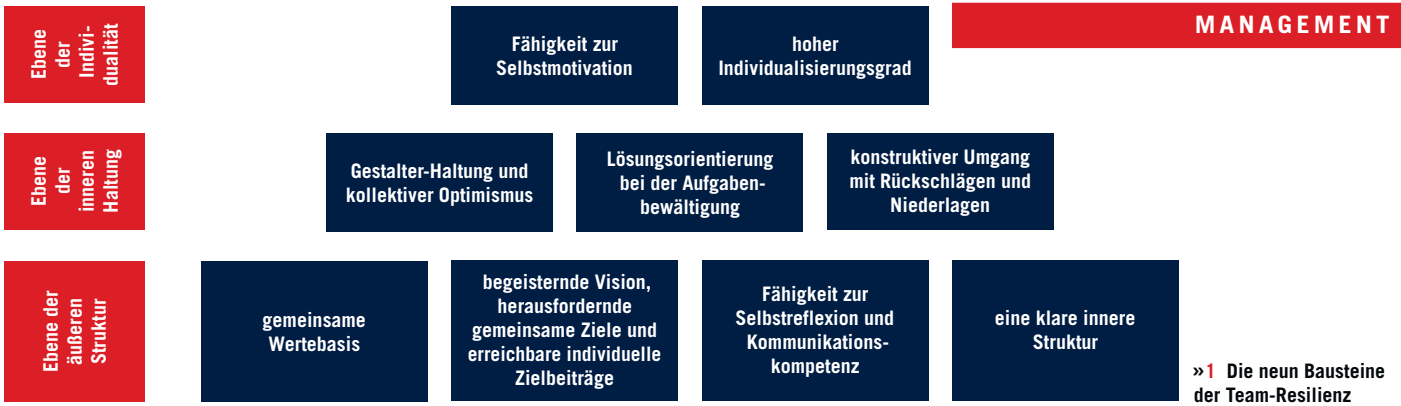 MANAGEMENT
Ebene
der
Indivi-
dualität
Fähigkeit zur
Selbstmotivation
hoher
Individualisierungsgrad
Ebene
der
inneren
Haltung
Gestalter-Haltung und
kollektiver Optimismus
Lösungsorientierung
bei der Aufgaben-
bewältigung
konstruktiver Umgang
mit Rückschlägen und
Niederlagen
Ebene der
äußeren
Struktur
gemeinsame
Wertebasis
begeisternde Vision,
herausfordernde
gemeinsame Ziele und
erreichbare individuelle
Zielbeiträge
Fähigkeit zur
Selbstreflexion und
Kommunikations-
kompetenz
eine klare innere
Struktur
»1 Die neun Bausteine
der Team-Resilienz